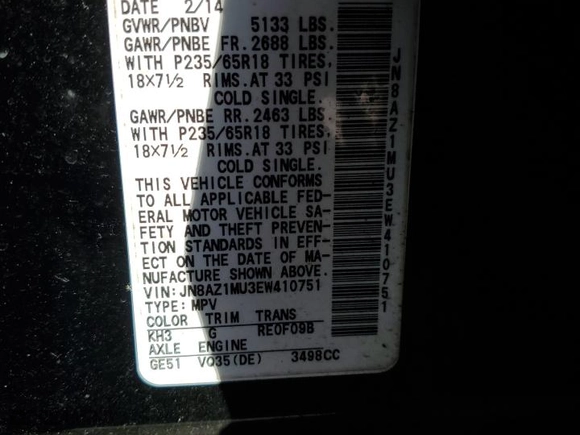 DATE 2/14
GVWR/PNBV 5133 LBS.
GAWR/PNBE FR. 2688 LBS.
WITH P235/65R18 TIRES.
18×7½ RIMS. AT 33 PSI
COLD SINGLE.
GAWR/PNBE RR. 2463 LBS.
WITH P235/65R18 TIRES.
18×7½ RIMS. AT 33 PSI
COLD SINGLE.
THIS VEHICLE CONFORMS
TO ALL APPLICABLE FED-
ERAL MOTOR VEHICLE SA-
FETY AND THEFT PREVEN-
TION STANDARDS IN EFF-
ECT ON THE DATE OF MA-
NUFACTURE SHOWN ABOVE.
VIN:JN8AZ1MU3EW410751
TYPE:MPV
COLOR TRIM TRANS
KH3 G RE0F09B
AXLE ENGINE
GE51 VQ35(DE) 3498CC
JN8AZ1MU3EW410751